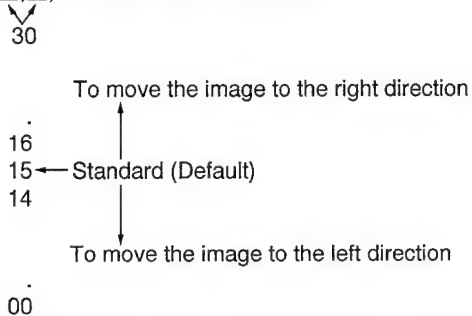 30
To move the image to the right direction
.
16
15 Standard (Default)
14
To move the image to the left direction
.
00